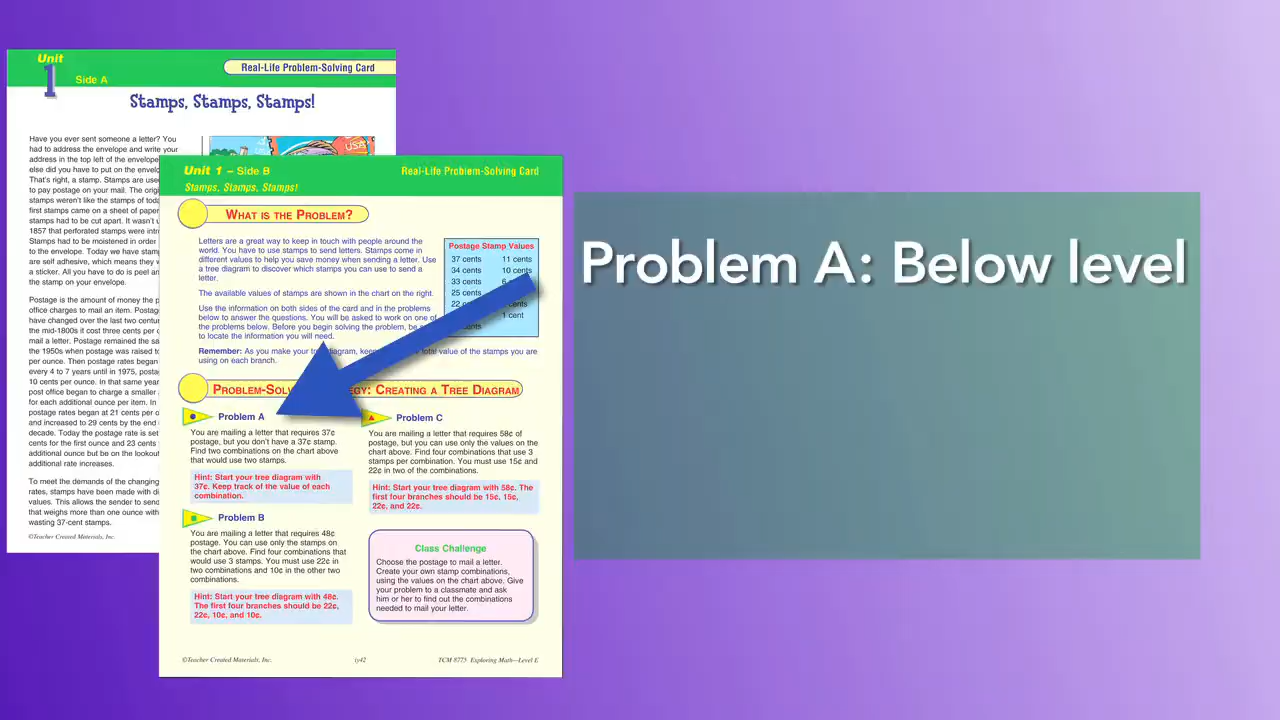 Unit
1
Side A
Real-Life Problem-Solving Card
Stamps, Stamps, Stamps!
Have you ever sent someone a letter? You
had to address the envelope and write your
address in the top left of the envelope
else did you have to put on the
That's right, a stamp. Stamps are
to pay postage on your mail. The
stamps weren't like the stamps of
first stamps came on a sheet of paper
stamps had to be cut apart. It wasn't
1857 that perforated stamps were
Stamps had to be moistened in order
to the envelope. Today we have
are self adhesive, which means they
a sticker. All you have to do is peel
the stamp on your envelope.
Postage is the amount of money the
office charges to mail an item.
have changed over the last two
the mid-1800s it cost three cents per
mail a letter. Postage remained the
the 1950s when postage was raised to
per ounce. Then postage rates began
every 4 to 7 years until in 1975,
10 cents per ounce. In that same
post office began to charge a smaller
for each additional ounce per item. In
postage rates began at 21 cents per
and increased to 29 cents by the end
decade. Today the postage rate is
cents for the first ounce and 23 cents
additional ounce but be on the lookout
additional rate increases.
To meet the demands of the changing
rates, stamps have been made with
values. This allows the sender to
that weighs more than one ounce
wasting 37-cent stamps.
©Teacher Created Materials, Inc.
Unit 1 – Side B
Real-Life Problem-Solving Card
Stamps, Stamps, Stamps!
What is the Problem?
Letters are a great way to keep in touch with people around the
world. You have to use stamps to send letters. Stamps come in
different values to help you save money when sending a letter. Use
a tree diagram to discover which stamps you can use to send a
letter.
The available values of stamps are shown in the chart on the right.
Use the information on both sides of the card and in the problems
below to answer the questions. You will be asked to work on one of
the problems below. Before you begin solving the problem, be
to locate the information you will need.
Remember: As you make your diagram, total value of the stamps you are
using on each branch.
Postage Stamp Values
37 cents 11 cents
34 cents 10 cents
33 cents
25 cents
22 cents
1 cent
Problem- : Creating a Tree Diagram
Problem A
You are mailing a letter that requires 37¢
postage, but you don't have a 37¢ stamp.
Find two combinations on the chart above
that would use two stamps.
Hint: Start your tree diagram with
37¢. Keep track of the value of each
combination.
Problem B
You are mailing a letter that requires 48¢
postage. You can use only the stamps on
the chart above. Find four combinations that
would use 3 stamps. You must use 22¢ in
two combinations and 10¢ in the other two
combinations.
Hint: Start your tree diagram with 48¢.
The first four branches should be 22¢,
22¢, 10¢, and 10¢.
Problem C
You are mailing a letter that requires 58¢ of
postage, but you can use only the values on the
chart above. Find four combinations that use 3
stamps per combination. You must use 15¢ and
22¢ in two of the combinations.
Hint: Start your tree diagram with 58¢. The
first four branches should be 15¢, 15¢,
22¢, and 22¢.
Class Challenge
Choose the postage to mail a letter.
Create your own stamp combinations,
using the values on the chart above. Give
your problem to a classmate and ask
him or her to find out the combinations
needed to mail your letter.
©Teacher Created Materials, Inc.
TCM 8775 Exploring Math—Level E
Problem A: Below level